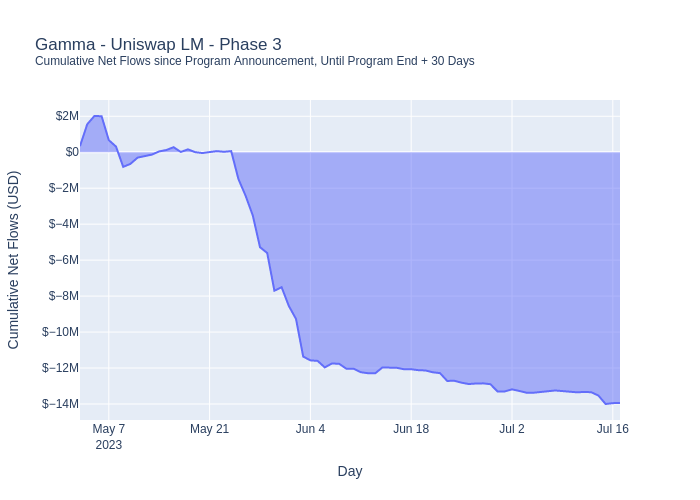 Gamma - Uniswap LM - Phase 3
Cumulative Net Flows since Program Announcement, Until Program End + 30 Days
Cumulative Net Flows (USD)
$2M
$0
$−2M
$−4M
$−6M
$−8M
$−10M
$−12M
$−14M
May 7
2023
May 21
Jun 4
Jun 18
Jul 2
Jul 16
Day